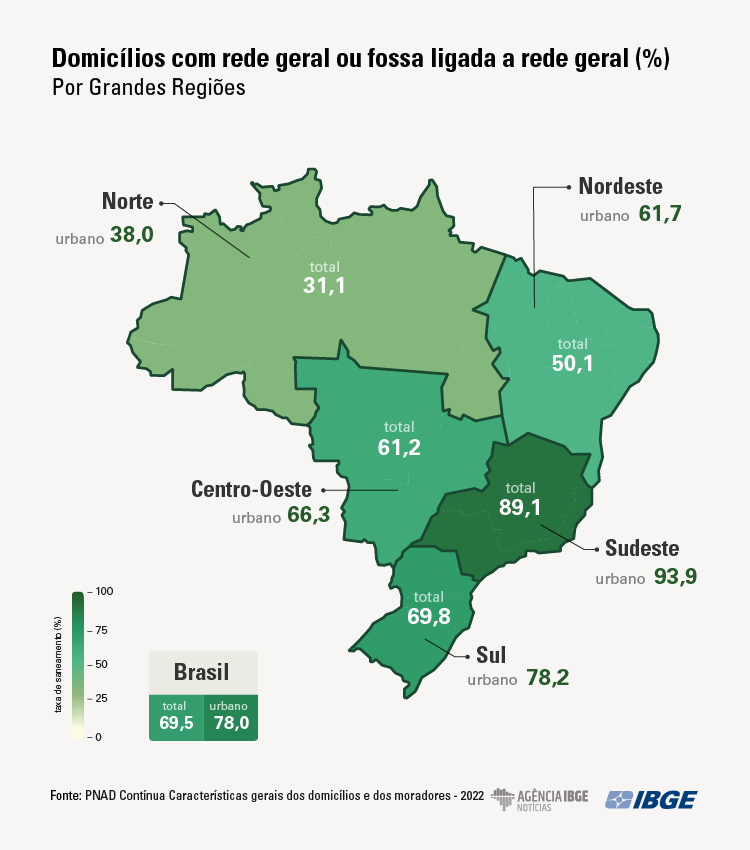 Domicílios com rede geral ou fossa ligada a rede geral (%)
Por Grandes Regiões
Norte
urbano 38,0
total
31,1
Nordeste
urbano 61,7
total
50,1
total
61,2
Centro-Oeste
urbano 66,3
total
89,1
Sudeste
urbano 93,9
total
69,8
Sul
urbano 78,2
taxa de saneamento (%)
100
75
50
25
0
Brasil
total urbano
69,5 78,0
Fonte: PNAD Contínua Características gerais dos domicílios e dos moradores - 2022
AGÊNCIA IBGE
NOTÍCIAS
IBGE